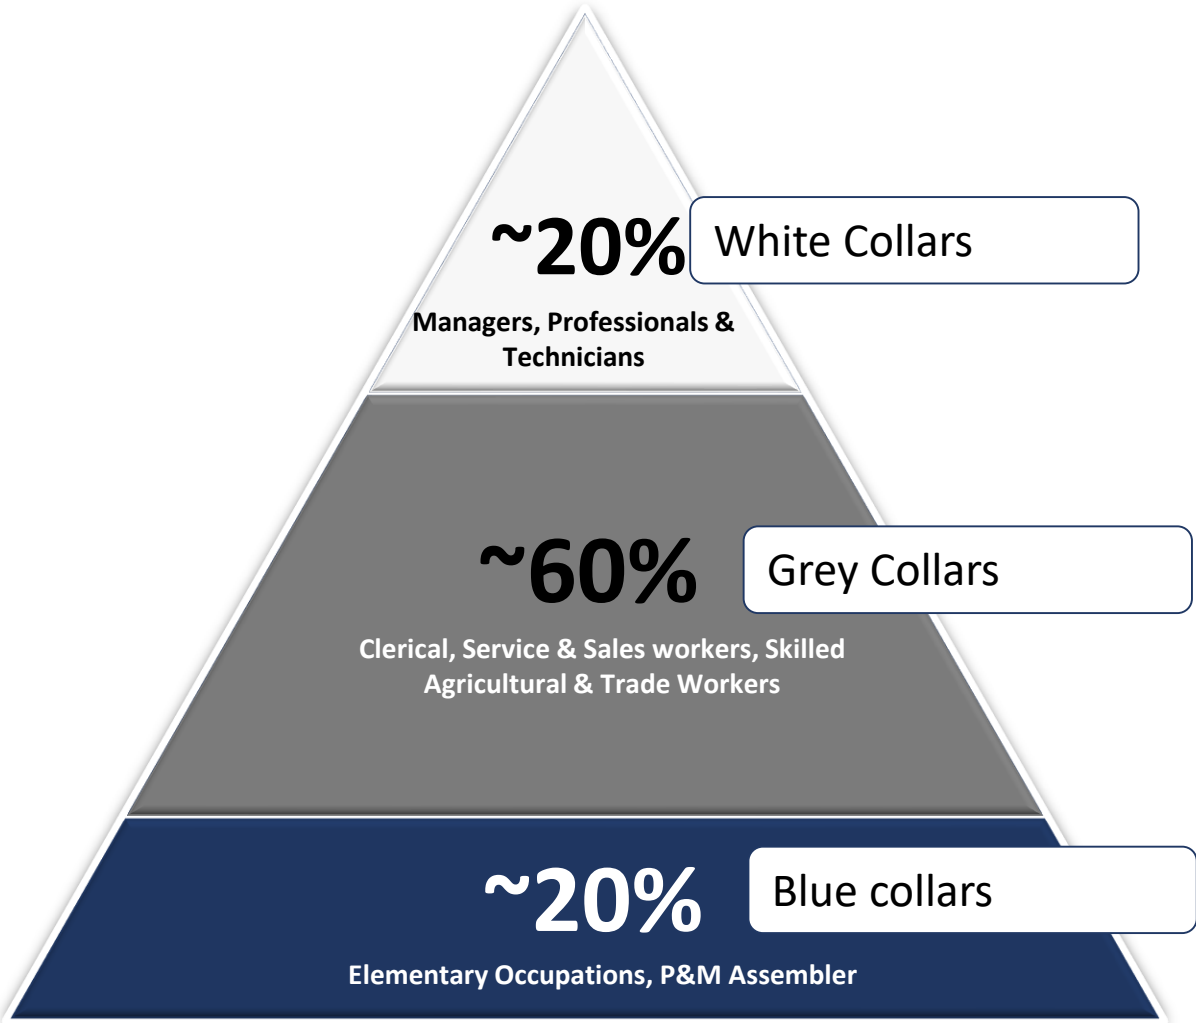 ~20%
White Collars
Managers, Professionals &
Technicians
~60%
Grey Collars
Clerical, Service & Sales workers, Skilled
Agricultural & Trade Workers
~20%
Blue collars
Elementary Occupations, P&M Assembler